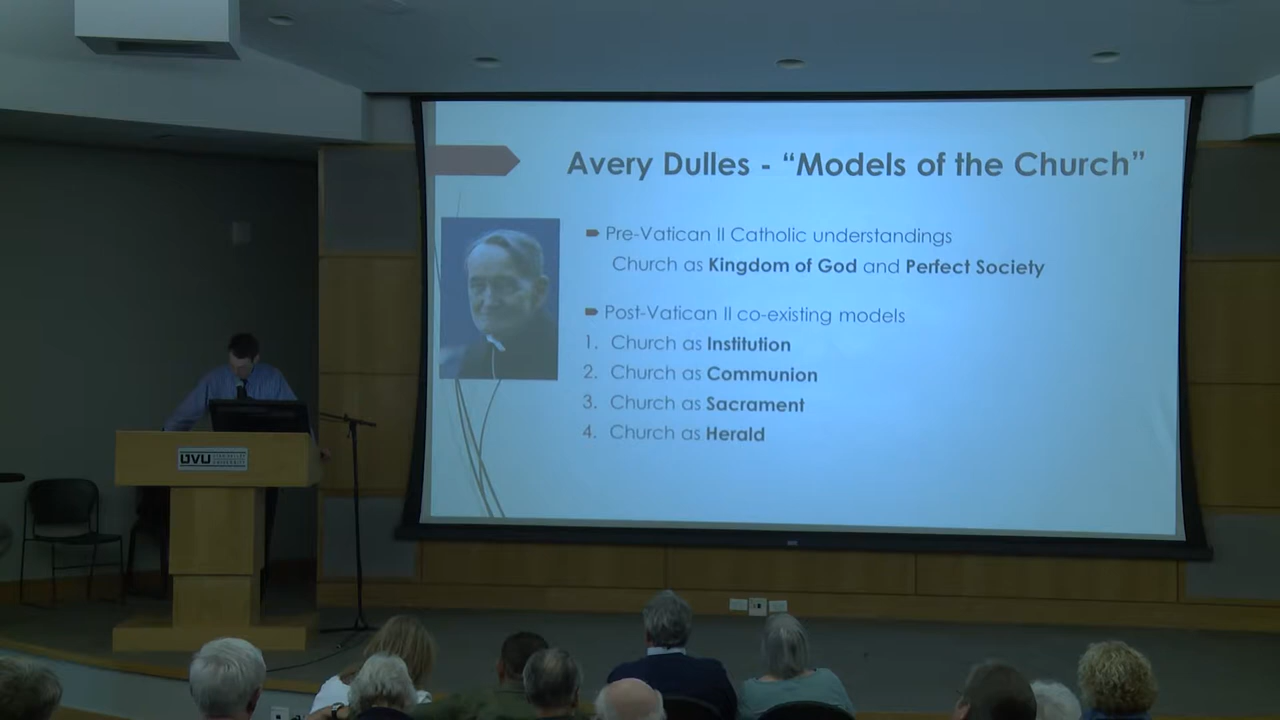 Avery Dulles - “Models of the Church”
Pre-Vatican II Catholic understandings
Church as Kingdom of God and Perfect Society
Post-Vatican II co-existing models
1. Church as Institution
2. Church as Communion
3. Church as Sacrament
4. Church as Herald
UVU